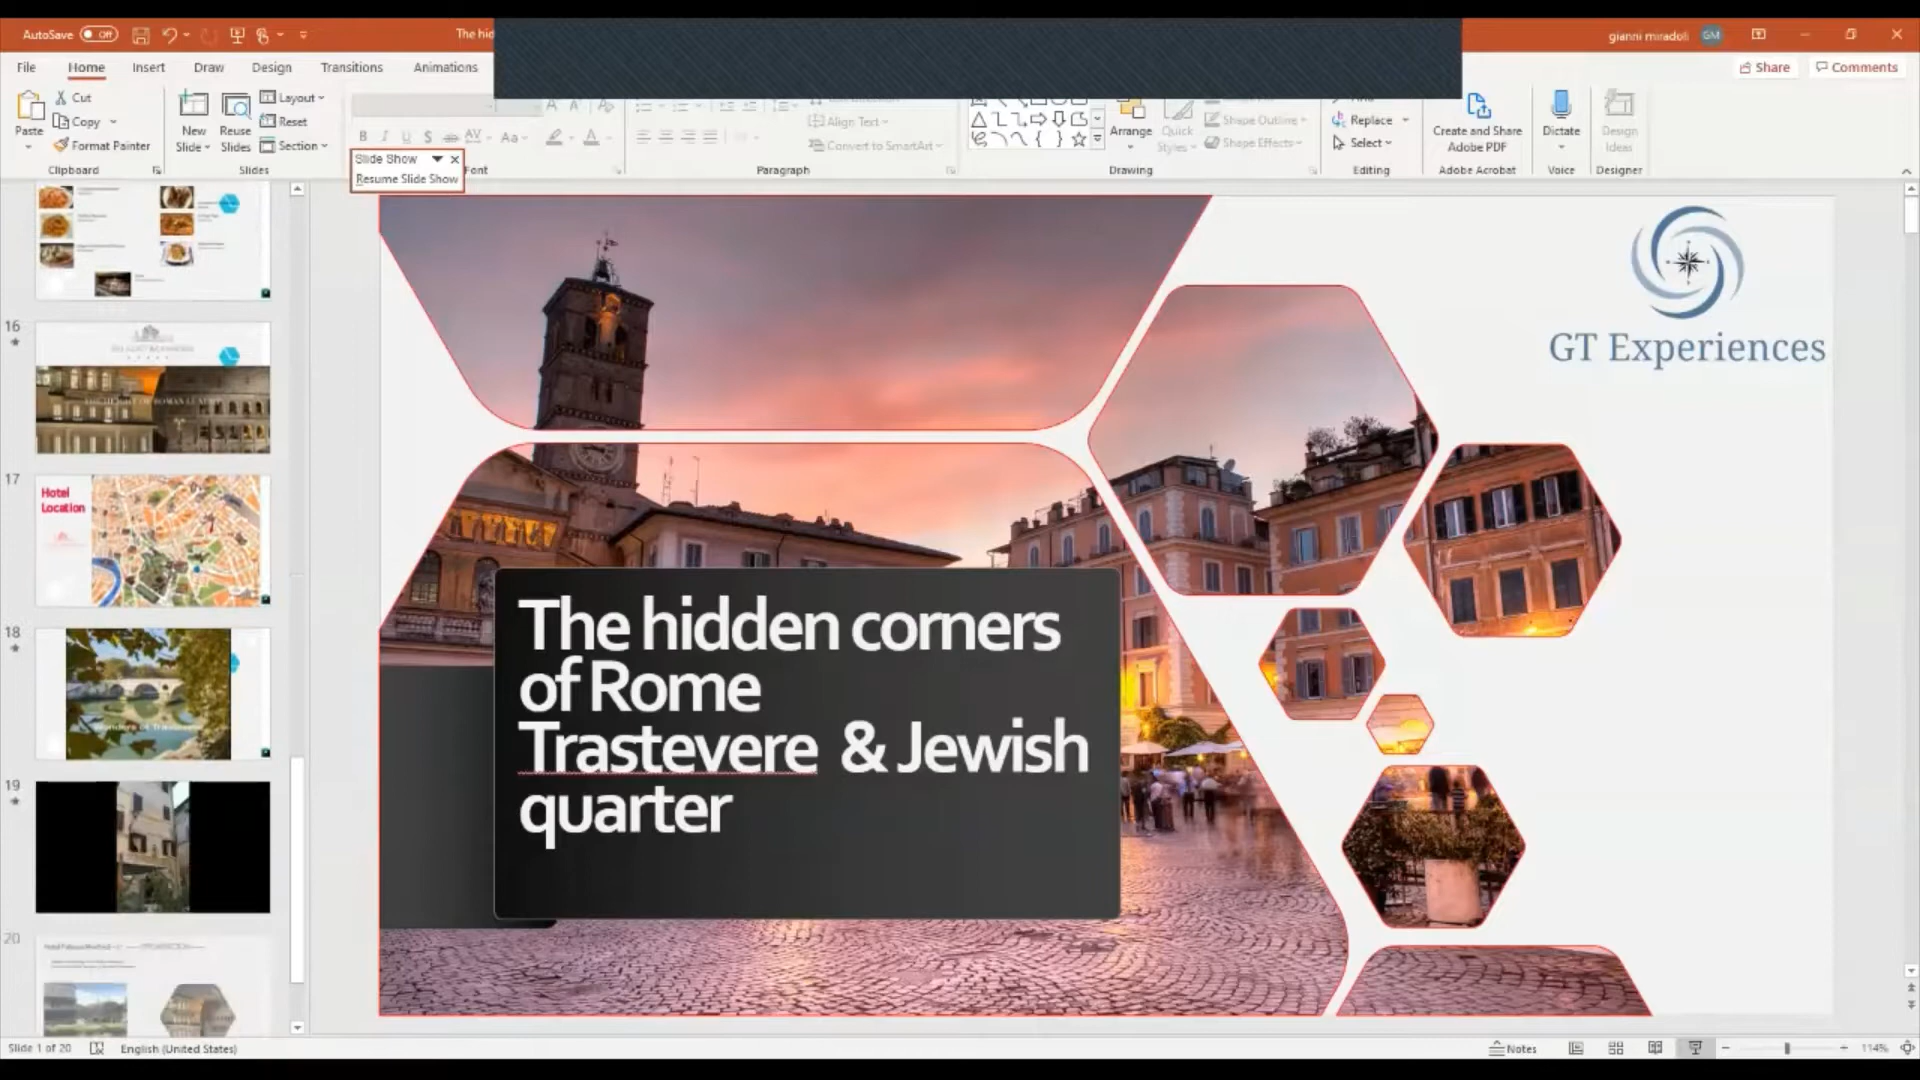 AutoSave Off
The hid
gianni miradoli GM
File Home Insert Draw Design Transitions Animations
Share Comments
Paste
Cut
Copy
Format Painter
Clipboard
New
Slide
Reuse
Slides
Layout
Reset
Section
Slides
B I U S ab AV Aa A
Slide Show
Resume Slide Show
Font
Align Text
Convert to SmartArt
Paragraph
Arrange
Quick
Styles
Shape Outline
Shape Effects
Drawing
Replace
Select
Editing
Create and Share
Adobe PDF
Adobe Acrobat
Dictate
Voice
Design
Ideas
Designer
16
17
Hotel
Location
18
19
20
GT Experiences
The hidden corners
of Rome
Trastevere & Jewish
quarter
Slide 1 of 20
English (United States)
Notes
114%